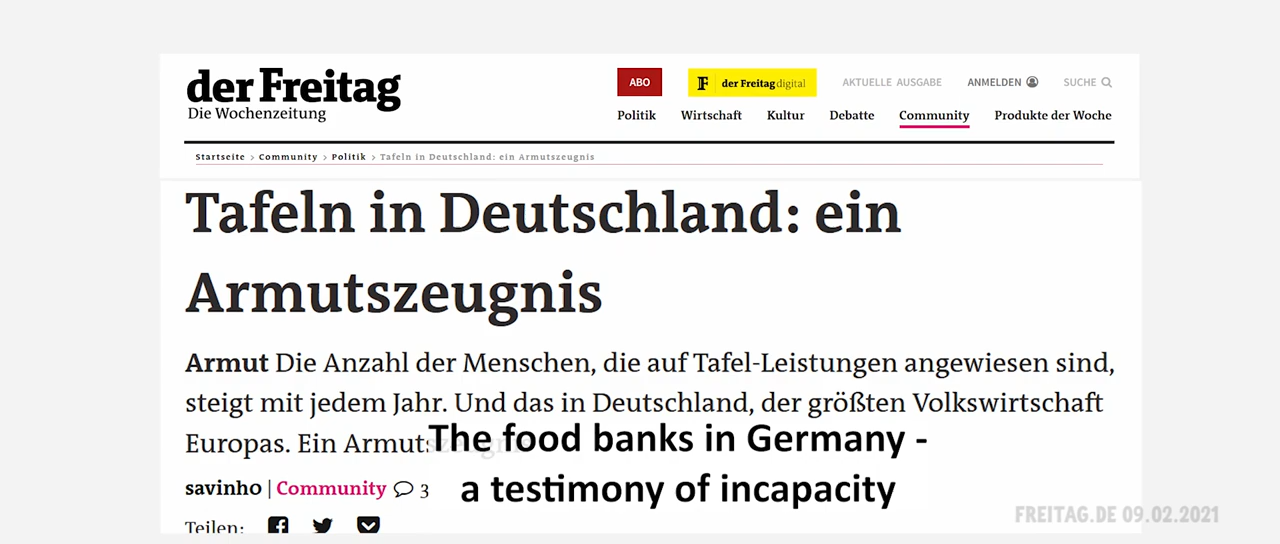 der Freitag
Die Wochenzeitung
ABO
F der Freitag digital
AKTUELLE AUSGABE
ANMELDEN
SUCHE
Politik Wirtschaft Kultur Debatte Community Produkte der Woche
Startseite > Community > Politik > Tafeln in Deutschland: ein Armutszeugnis
Tafeln in Deutschland: ein
Armutszeugnis
Armut Die Anzahl der Menschen, die auf Tafel-Leistungen angewiesen sind,
steigt mit jedem Jahr. Und das in Deutschland, der größten Volkswirtschaft
Europas. Ein Armutszeugnis
The food banks in Germany -
a testimony of incapacity
savinho | Community 3
Teilen:
FREITAG.DE 09.02.2021